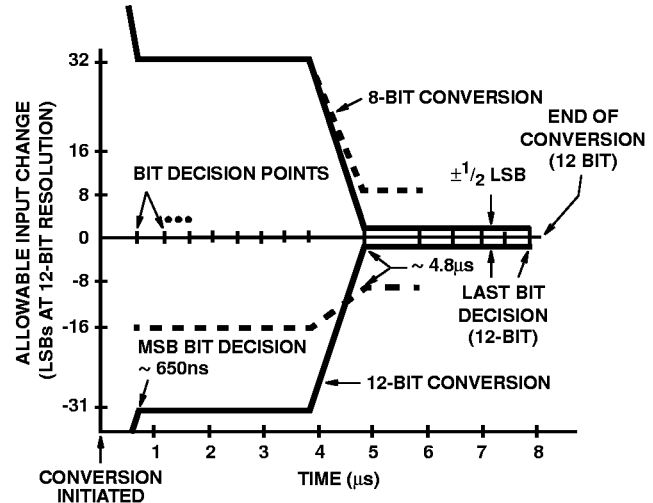 32
16
8
0
-8
-16
-31
ALLOWABLE INPUT CHANGE
(LSBs AT 12-BIT RESOLUTION)
8-BIT CONVERSION
BIT DECISION POINTS
END OF
CONVERSION
(12 BIT)
±1/2 LSB
~ 4.8µs
LAST BIT
DECISION
(12-BIT)
MSB BIT DECISION
~ 650ns
12-BIT CONVERSION
1 2 3 4 5 6 7 8
CONVERSION
INITIATED
TIME (µs)